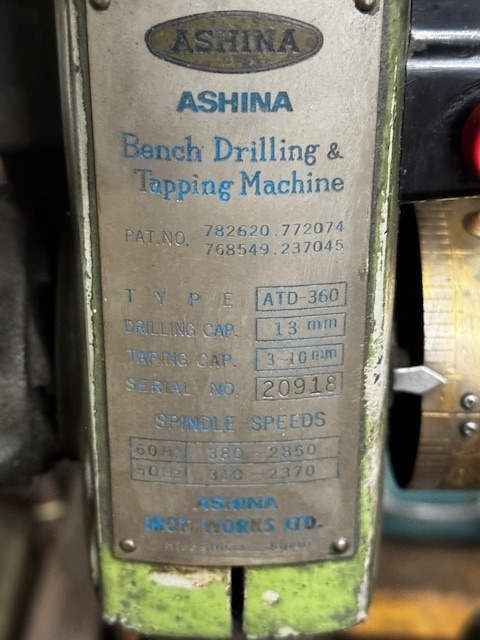 ASHINA
ASHINA
Bench Drilling &
Tapping Machine
PAT.NO. 782620.772074
768549.237045
TYPE ATD-360
DRILLING CAP. 13 mm
TAPING CAP. 3-10 mm
SERIAL NO. 20918
SPINDLE SPEEDS
60Hz 380-2850
50Hz 310-2370
ASHINA
IRON WORKS LTD.